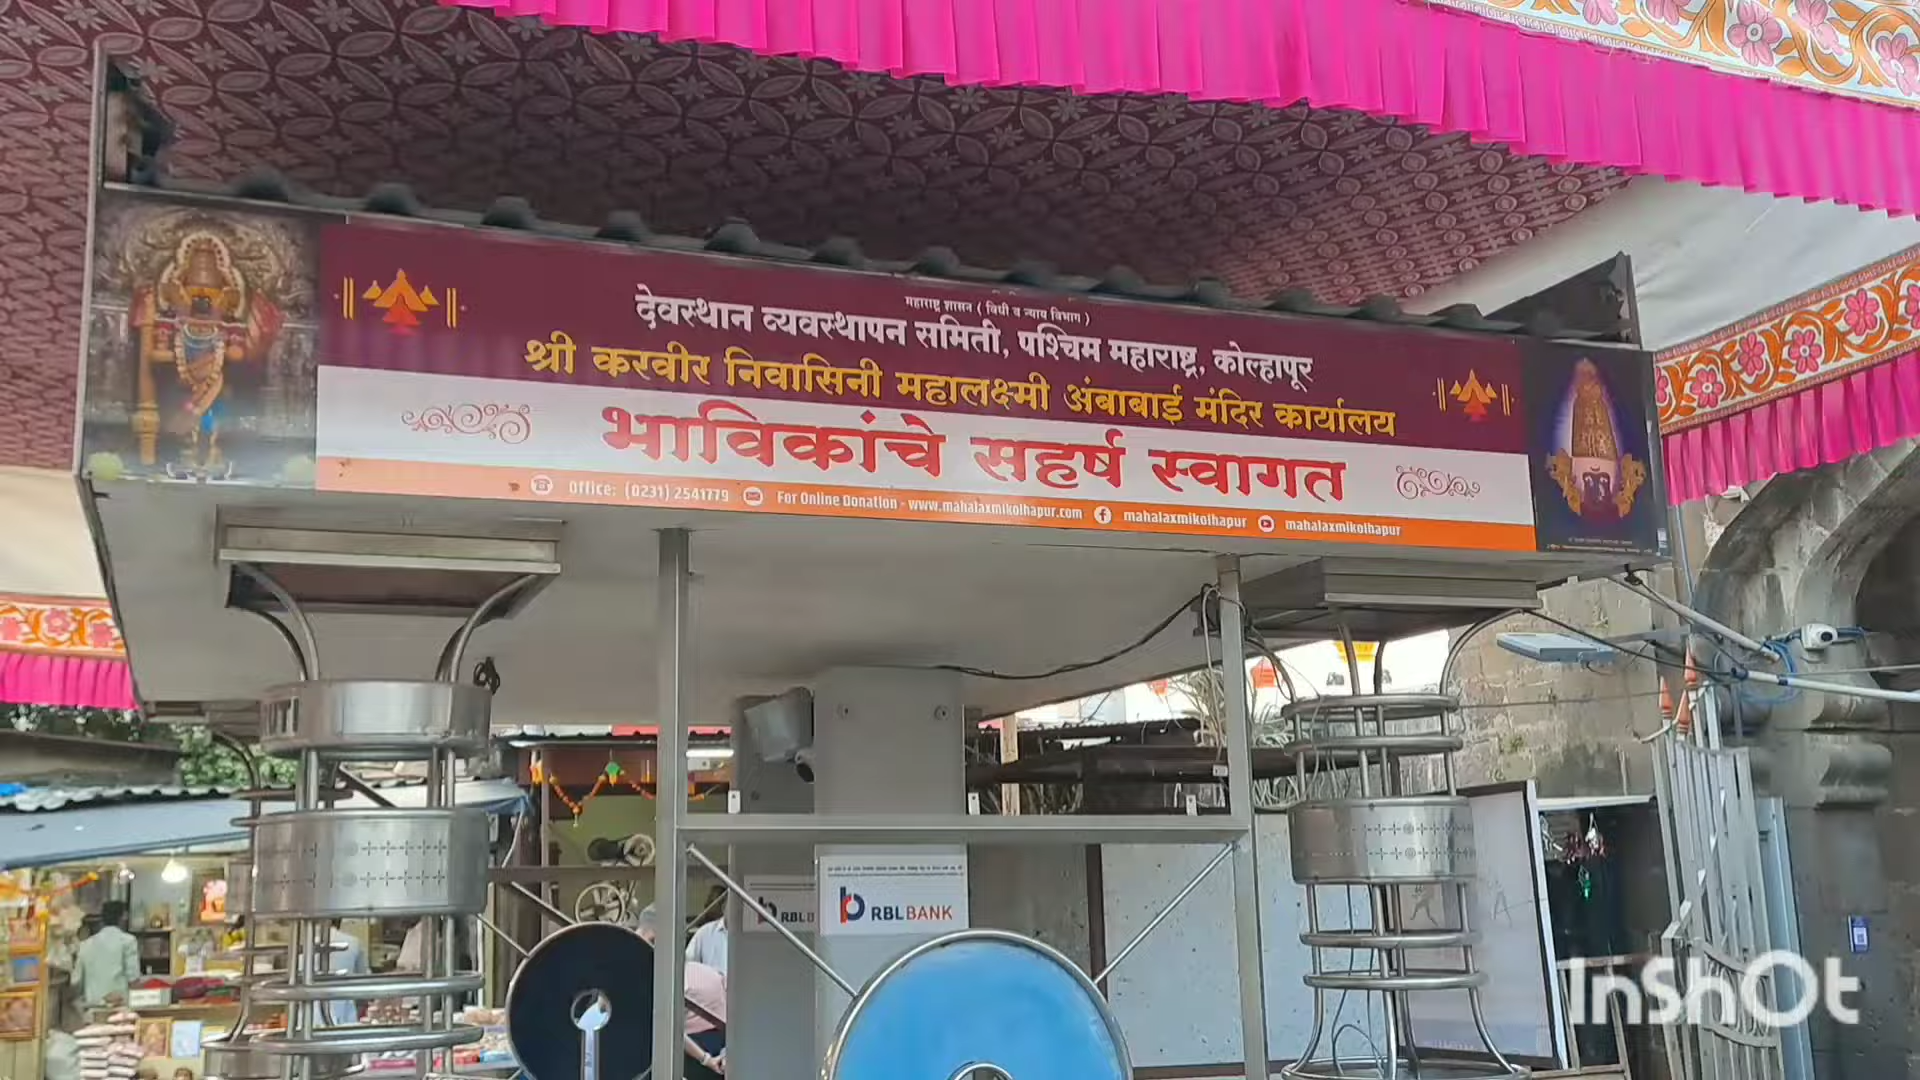 महाराष्ट्र शासन ( विधी व न्याय विभाग )
देवस्थान व्यवस्थापन समिती, पश्चिम महाराष्ट्र, कोल्हापूर
श्री करवीर निवासिनी महालक्ष्मी अंबाबाई मंदिर कार्यालय
भाविकांचे सहर्ष स्वागत
Office: (0231) 2541779 For Online Donation - www.mahalaxmikolhapur.com mahalaxmikolhapur mahalaxmikolhapur
RBL B
RBL BANK
InShOt